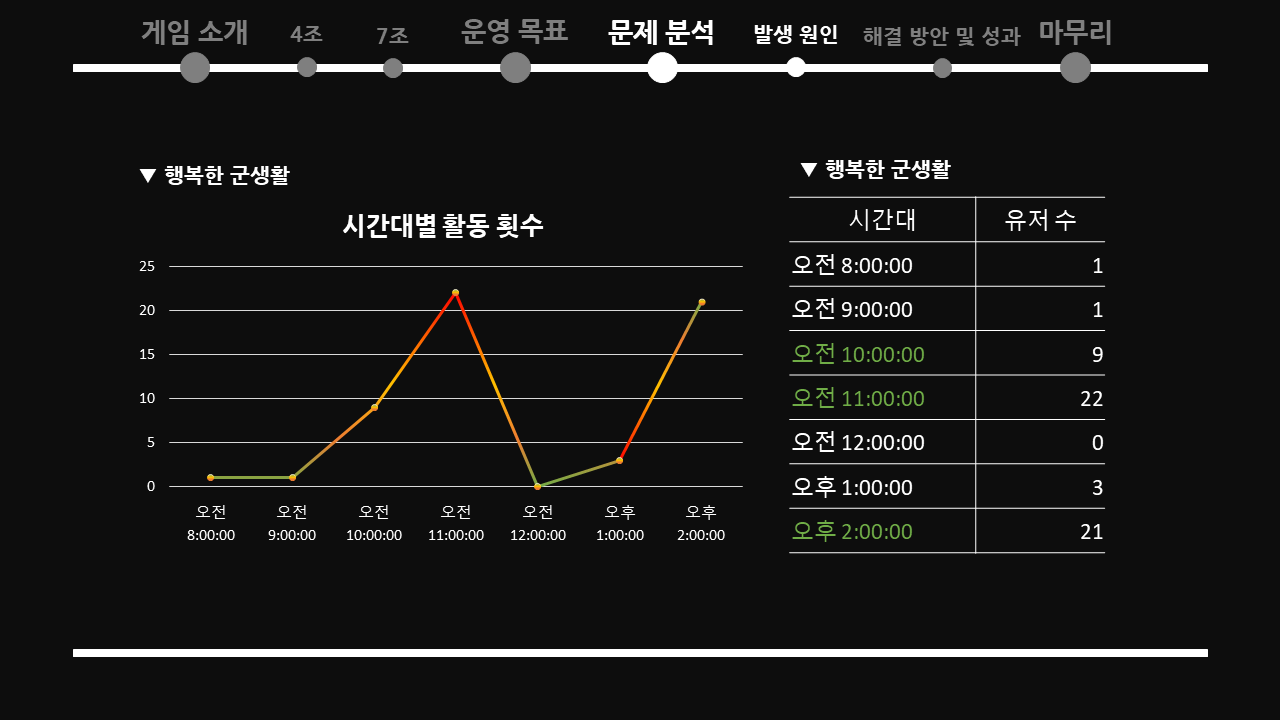 게임 소개
4조
7조
운영 목표
문제 분석
발생 원인
해결 방안 및 성과
마무리
▼ 행복한 군생활
시간대별 활동 횟수
25
20
15
10
5
0
오전 8:00:00
오전 9:00:00
오전 10:00:00
오전 11:00:00
오전 12:00:00
오후 1:00:00
오후 2:00:00
▼ 행복한 군생활
시간대 유저 수
오전 8:00:00 1
오전 9:00:00 1
오전 10:00:00 9
오전 11:00:00 22
오전 12:00:00 0
오후 1:00:00 3
오후 2:00:00 21